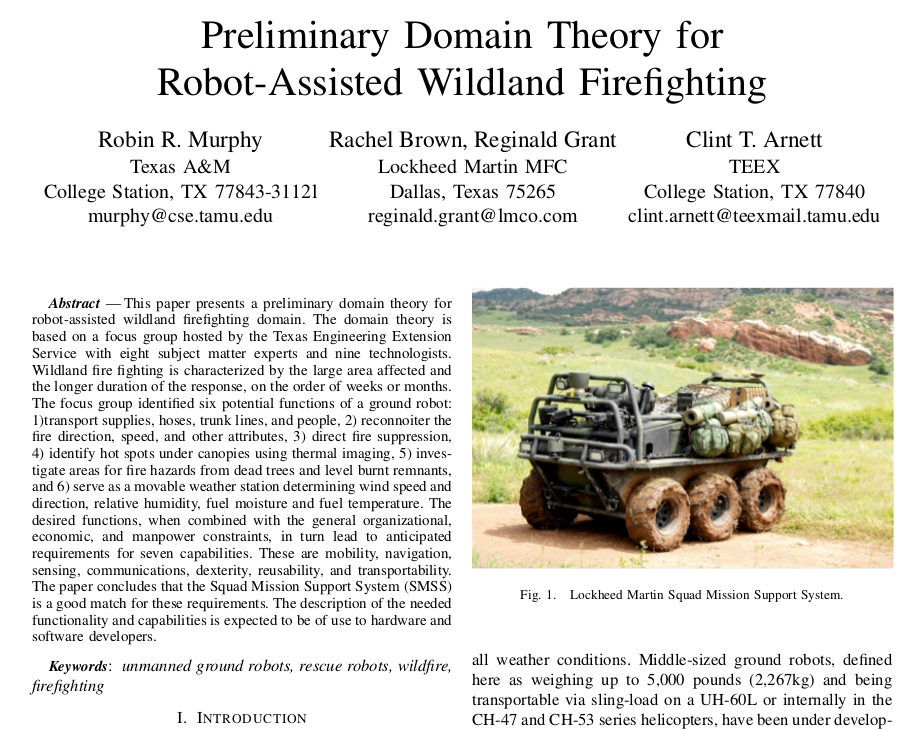 Preliminary Domain Theory for
Robot-Assisted Wildland Firefighting
Robin R. Murphy
Texas A&M
College Station, TX 77843-3112l
murphy@cse.tamu.edu
Rachel Brown, Reginald Grant
Lockheed Martin MFC
Dallas, Texas 75265
reginald.grant@lmco.com
Clint T. Arnett
TEEX
College Station, TX 77840
clint.arnett@teexmail.tamu.edu
Abstract — This paper presents a preliminary domain theory for
robot-assisted wildland firefighting domain. The domain theory is
based on a focus group hosted by the Texas Engineering Extension
Service with eight subject matter experts and nine technologists.
Wildland fire fighting is characterized by the large area affected and
the longer duration of the response, on the order of weeks or months.
The focus group identified six potential functions of a ground robot:
1)transport supplies, hoses, trunk lines, and people, 2) reconnoiter the
fire direction, speed, and other attributes, 3) direct fire suppression,
4) identify hot spots under canopies using thermal imaging, 5) inves-
tigate areas for fire hazards from dead trees and level burnt remnants,
and 6) serve as a movable weather station determining wind speed and
direction, relative humidity, fuel moisture and fuel temperature. The
desired functions, when combined with the general organizational,
economic, and manpower constraints, in turn lead to anticipated
requirements for seven capabilities. These are mobility, navigation,
sensing, communications, dexterity, reusability, and transportability.
The paper concludes that the Squad Mission Support System (SMSS)
is a good match for these requirements. The description of the needed
functionality and capabilities is expected to be of use to hardware and
software developers.
Keywords: unmanned ground robots, rescue robots, wildfire,
firefighting
I. INTRODUCTION
Fig. 1. Lockheed Martin Squad Mission Support System.
all weather conditions. Middle-sized ground robots, defined
here as weighing up to 5,000 pounds (2,267kg) and being
transportable via sling-load on a UH-60L or internally in the
CH-47 and CH-53 series helicopters, have been under develop-